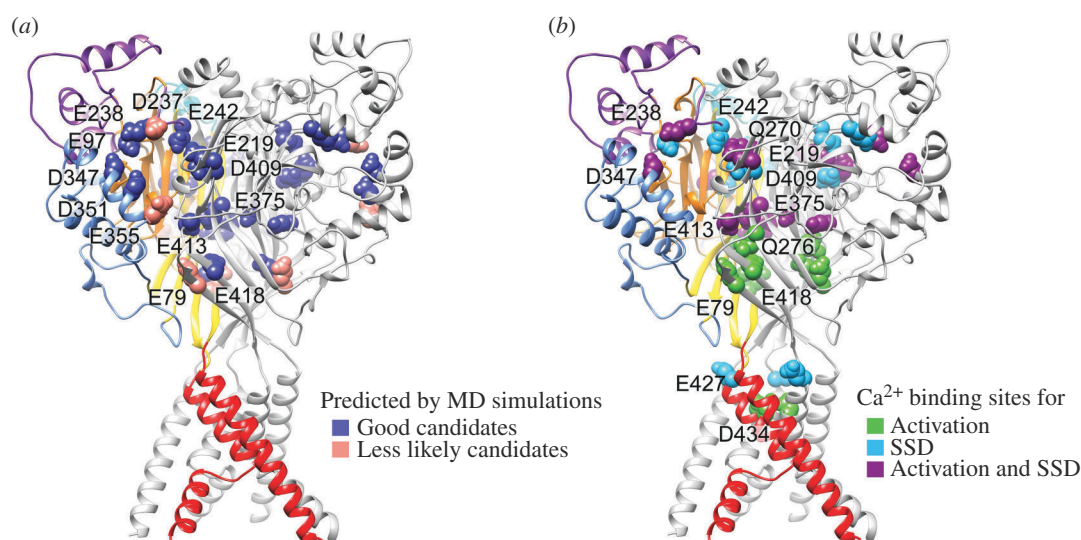 (a)
D237
E238
E242
E97
E219
D347
D409
D351
E375
E355
E413
E79
E418
Predicted by MD simulations
Good candidates
Less likely candidates
(b)
E242
E238
Q270
E219
D347
D409
E375
E413
Q276
E79
E418
E427
D434
Ca²⁺ binding sites for
Activation
SSD
Activation and SSD